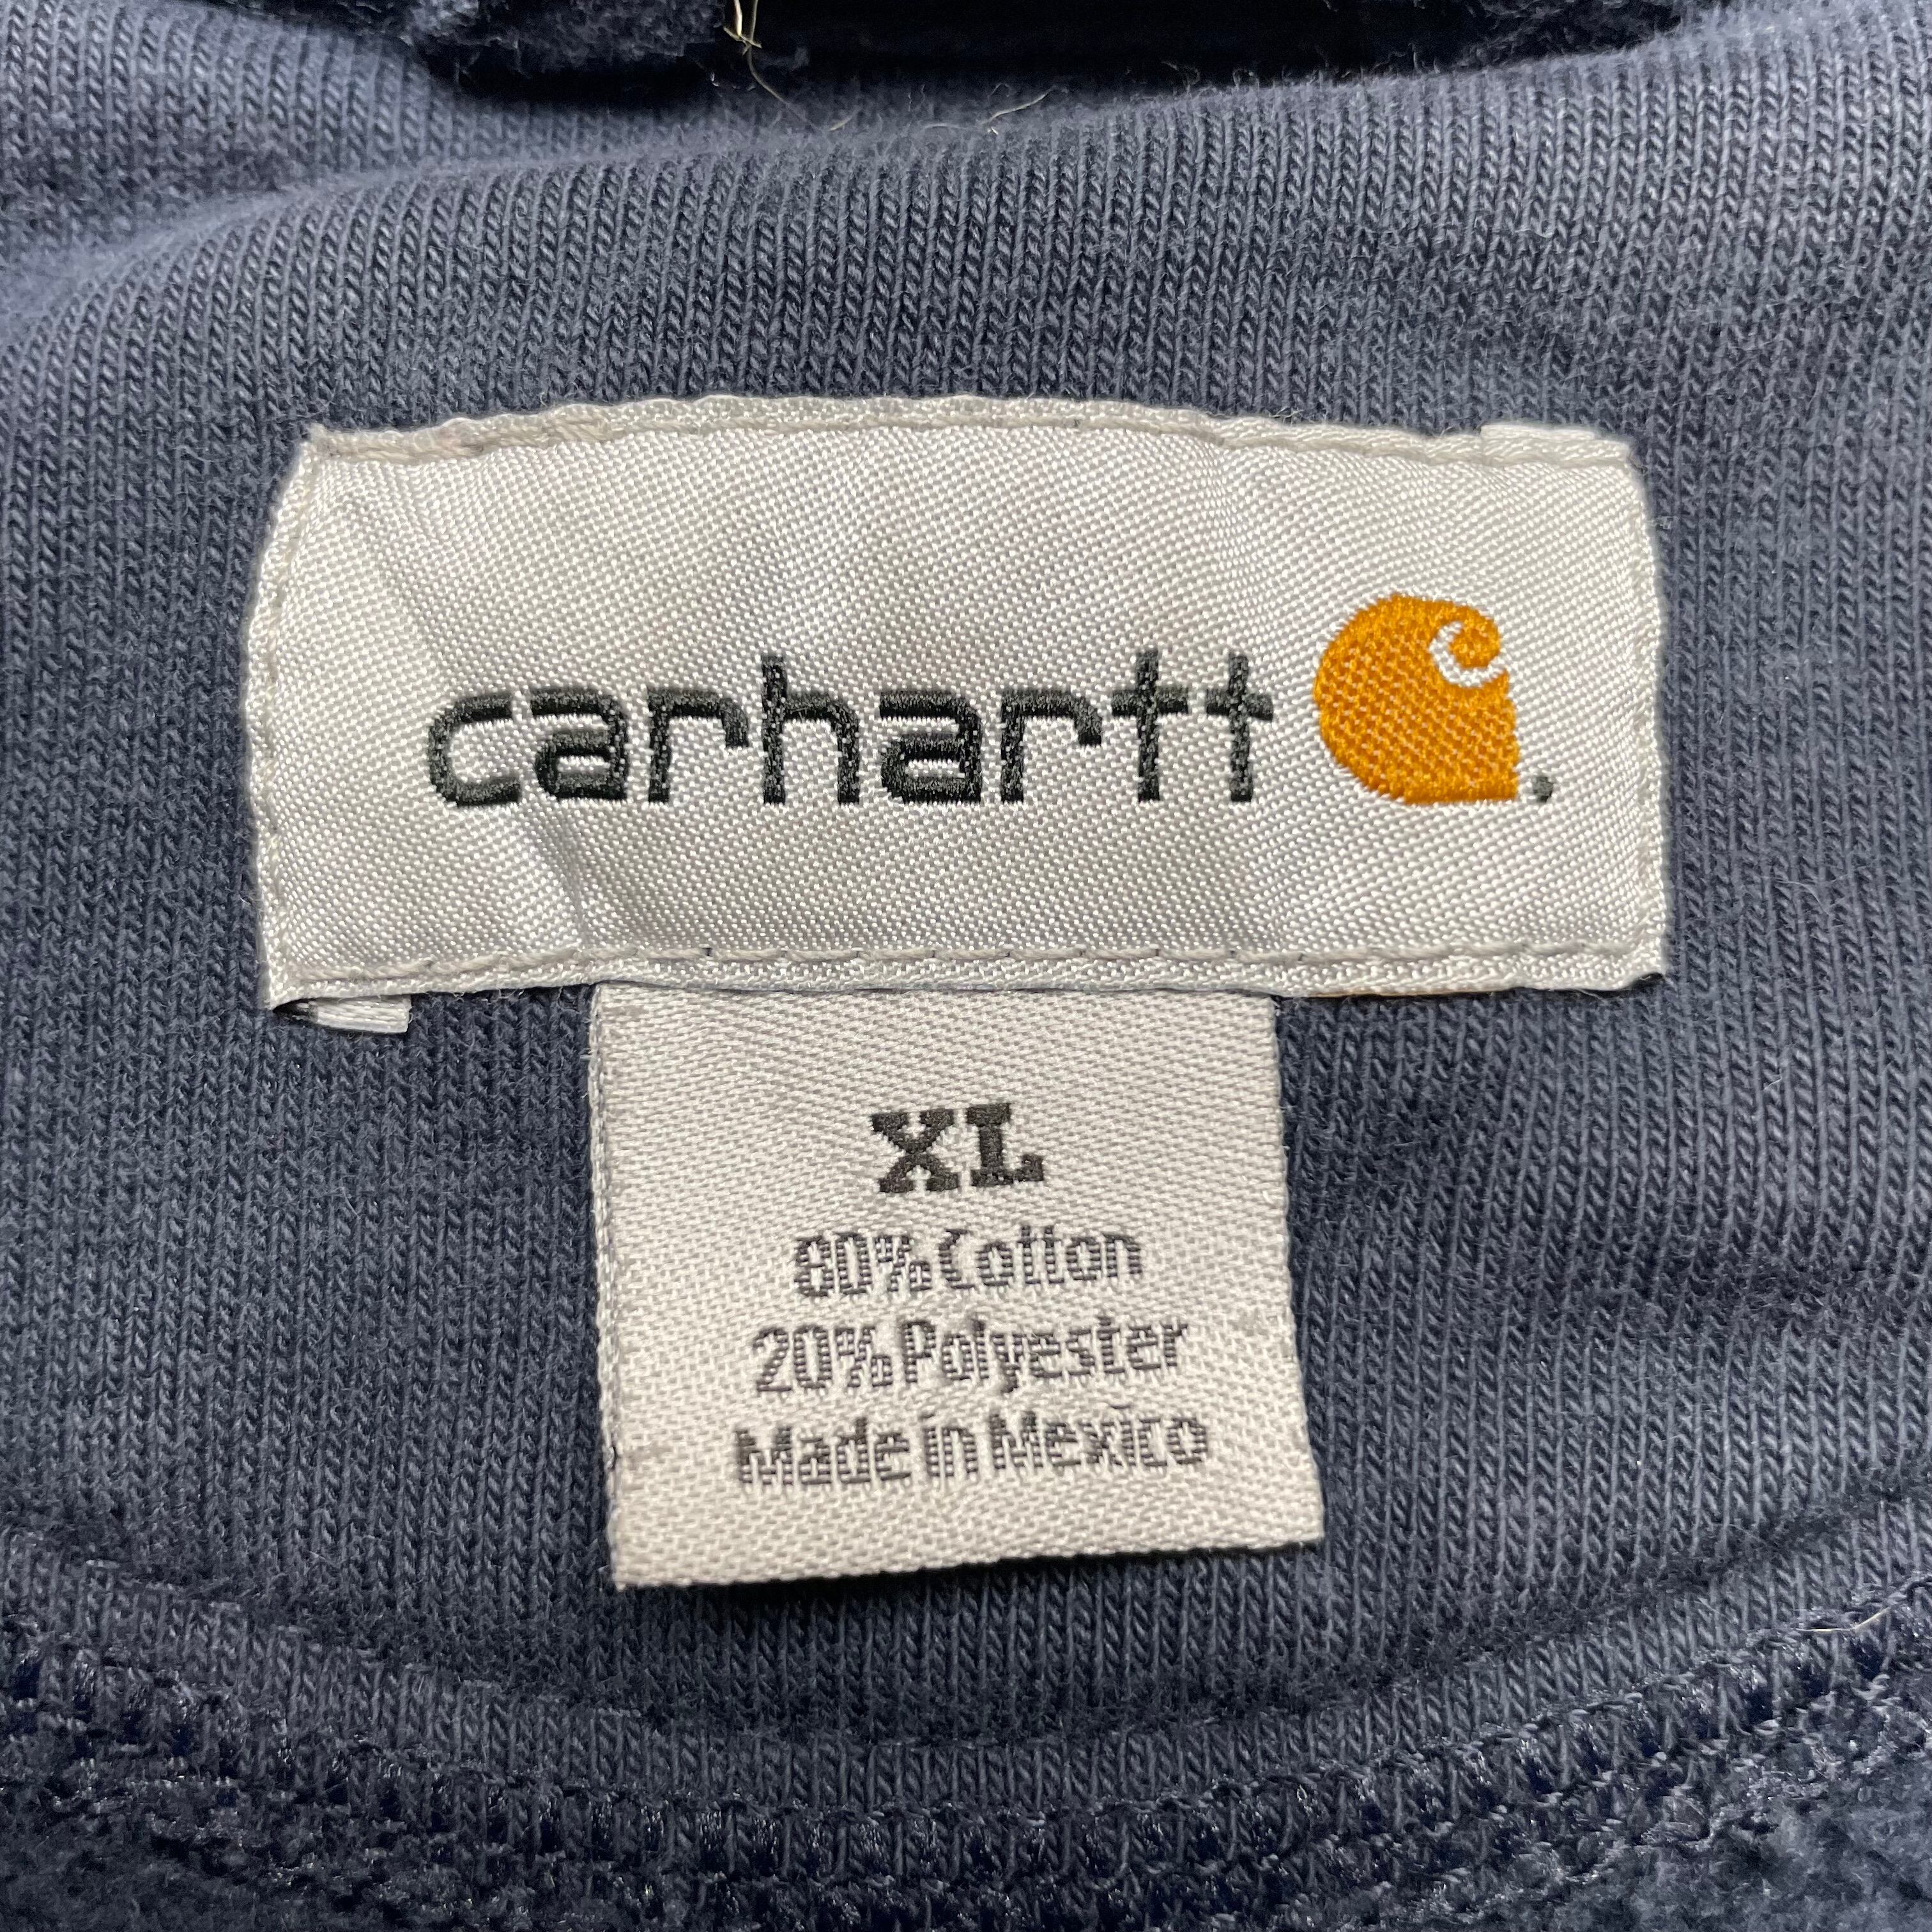 carhartt
XL
80% Cotton
20% Polyester
Made in Mexico